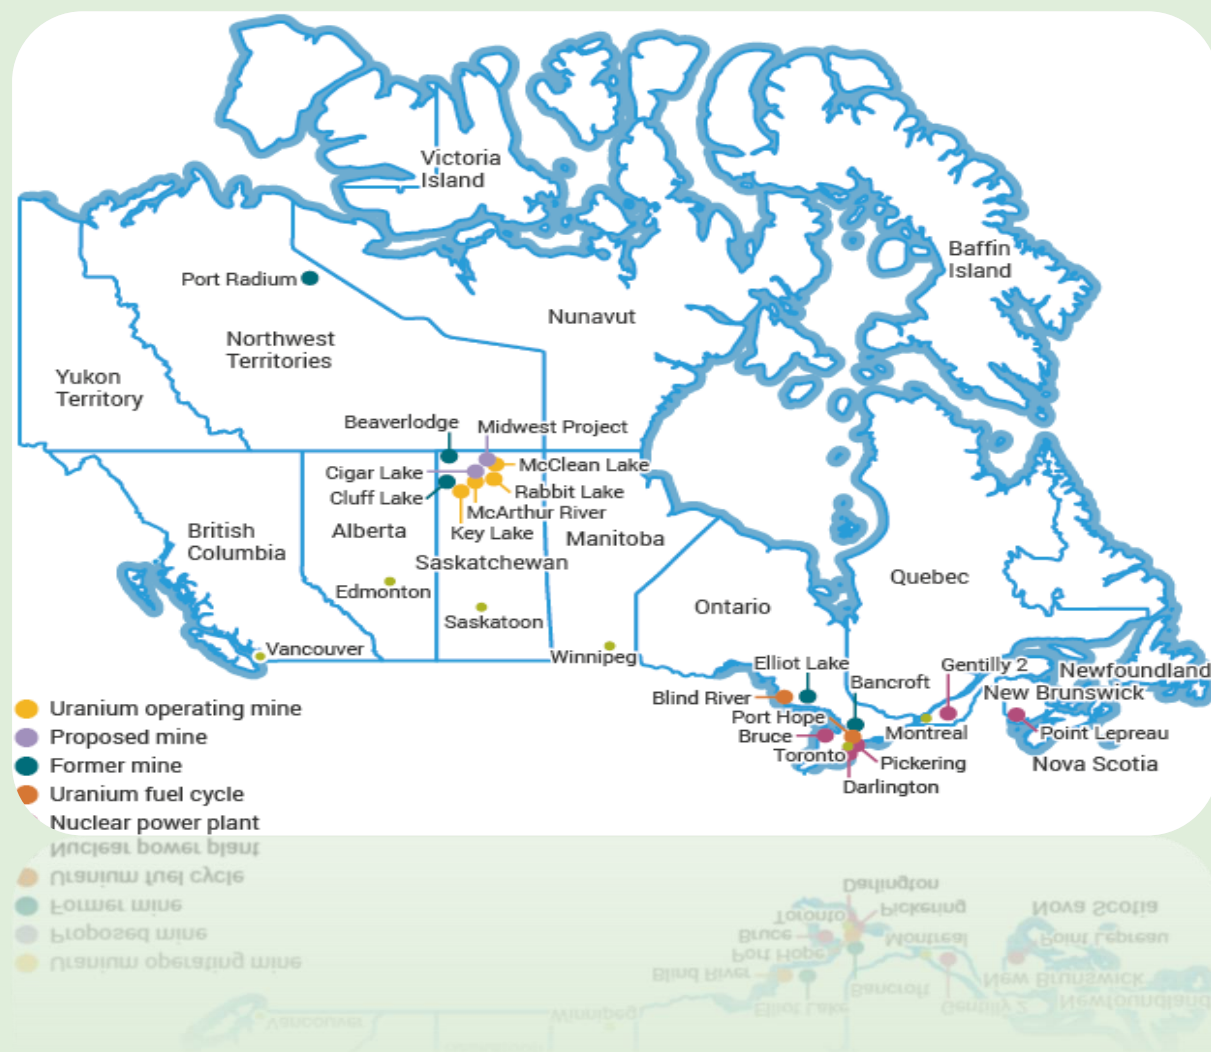 Victoria
Island
Baffin
Island
Port Radium
Nunavut
Northwest
Territories
Yukon
Territory
Beaverlodge
Midwest Project
Cigar Lake
McClean Lake
Cluff Lake
Rabbit Lake
McArthur River
British
Columbia
Alberta
Key Lake
Manitoba
Saskatchewan
Quebec
Edmonton
Ontario
Saskatoon
Vancouver
Winnipeg
Elliot Lake
Gentilly 2
Newfoundland
Bancroft
New Brunswick
Blind River
Port Hope
Bruce
Montreal
Point Lepreau
Toronto
Pickering
Nova Scotia
Darlington
Uranium operating mine
Proposed mine
Former mine
Uranium fuel cycle
Nuclear power plant